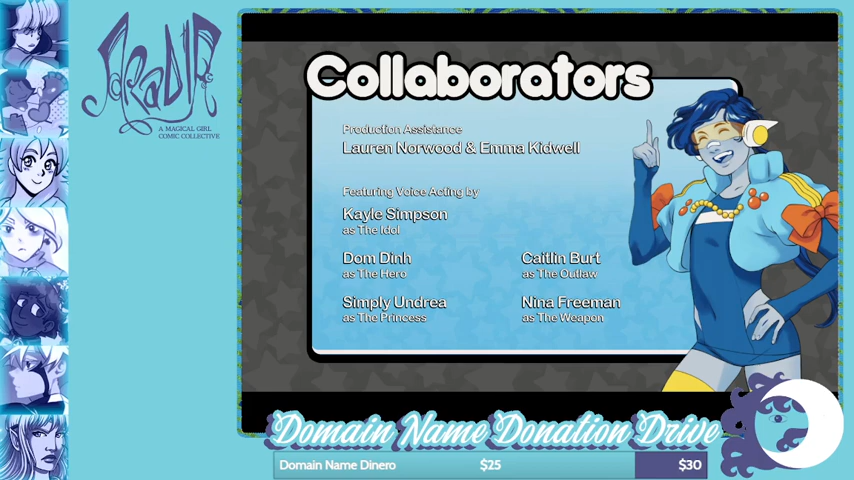 A MAGICAL GIRL
COMIC COLLECTIVE
Collaborators
Production Assistance
Lauren Norwood & Emma Kidwell
Featuring Voice Acting by
Kayle Simpson
as The Idol
Dom Dinh
as The Hero
Caitlin Burt
as The Outlaw
Simply Undrea
as The Princess
Nina Freeman
as The Weapon
Domain Name Donation Drive
Domain Name Dinero $25 $30